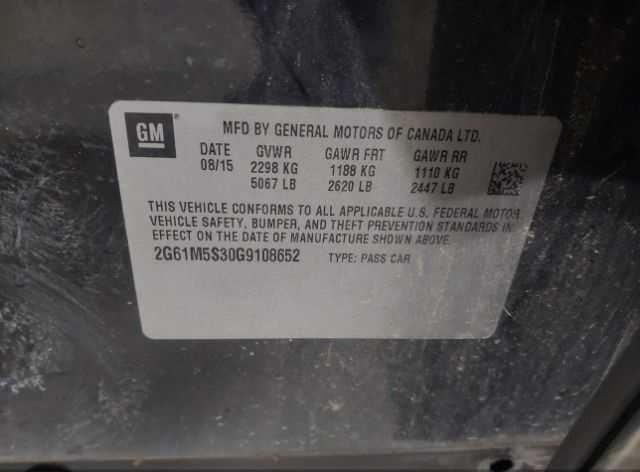 GM
MFD BY GENERAL MOTORS OF CANADA LTD.
DATE GVWR GAWR FRT GAWR RR
08/15 2298 KG 1188 KG 1110 KG
5067 LB 2620 LB 2447 LB
THIS VEHICLE CONFORMS TO ALL APPLICABLE U.S. FEDERAL MOTOR
VEHICLE SAFETY, BUMPER, AND THEFT PREVENTION STANDARDS IN
EFFECT ON THE DATE OF MANUFACTURE SHOWN ABOVE.
2G61M5S30G9108652 TYPE: PASS CAR